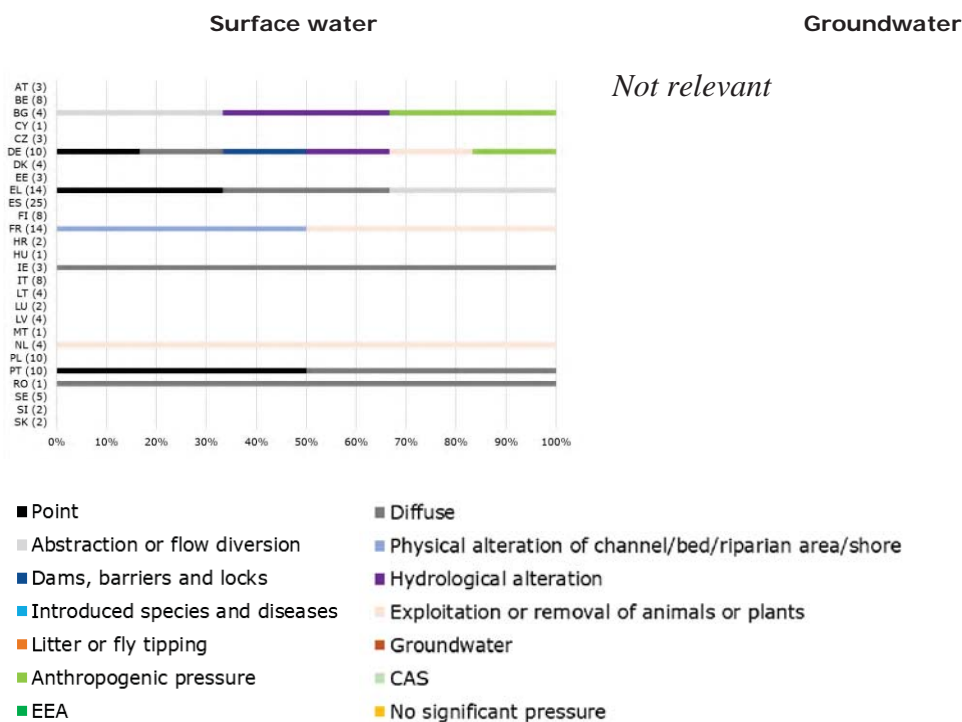 Surface water
Groundwater
Not relevant
AT (3)
BE (8)
BG (4)
CY (1)
CZ (3)
DE (10)
DK (4)
EE (3)
EL (14)
ES (25)
FI (8)
FR (14)
HR (2)
HU (1)
IE (3)
IT (8)
LT (4)
LU (2)
LV (4)
MT (1)
NL (4)
PL (10)
PT (10)
RO (1)
SE (5)
SI (2)
SK (2)
0% 10% 20% 30% 40% 50% 60% 70% 80% 90% 100%
Point
Diffuse
Abstraction or flow diversion
Physical alteration of channel/bed/riparian area/shore
Dams, barriers and locks
Hydrological alteration
Introduced species and diseases
Exploitation or removal of animals or plants
Litter or fly tipping
Groundwater
Anthropogenic pressure
CAS
EEA
No significant pressure